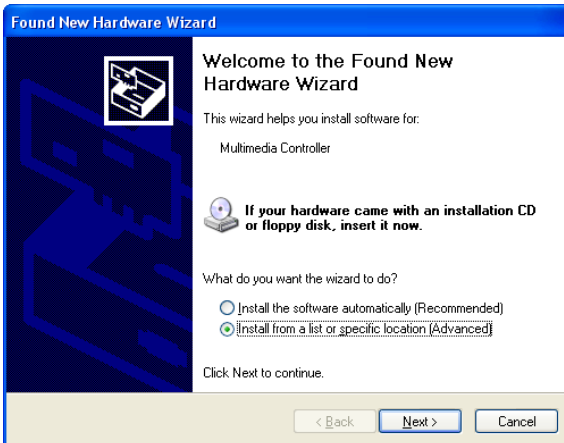 Found New Hardware Wizard
Welcome to the Found New
Hardware Wizard
This wizard helps you install software for:
Multimedia Controller
If your hardware came with an installation CD
or floppy disk, insert it now.
What do you want the wizard to do?
Install the software automatically (Recommended)
Install from a list or specific location (Advanced)
Click Next to continue.
< Back Next > Cancel